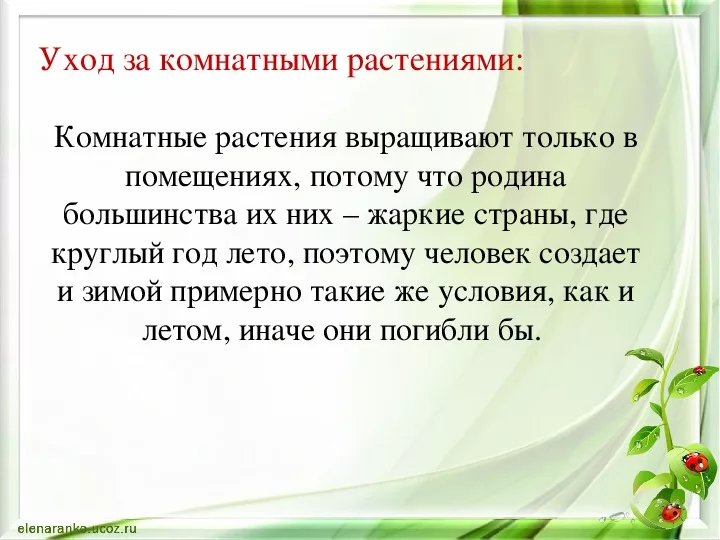 Уход за комнатными растениями:
Комнатные растения выращивают только в
помещениях, потому что родина
большинства их них – жаркие страны, где
круглый год лето, поэтому человек создает
и зимой примерно такие же условия, как и
летом, иначе они погибли бы.
elenaranko.ucoz.ru